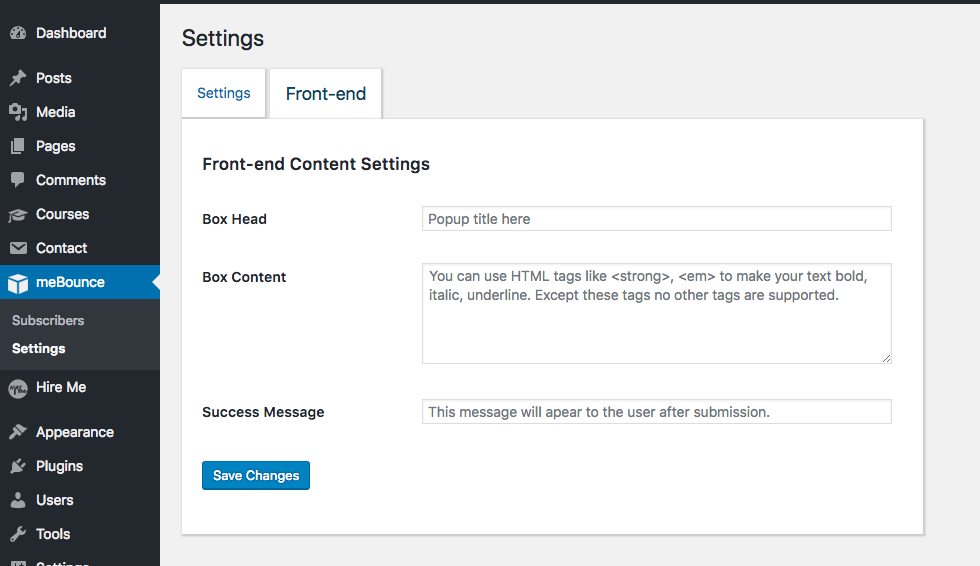 Dashboard
Posts
Media
Pages
Comments
Courses
Contact
meBounce
Subscribers
Settings
Hire Me
Appearance
Plugins
Users
Tools
Settings
Settings
Settings
Front-end
Front-end Content Settings
Box Head
Popup title here
Box Content
You can use HTML tags like <strong>, <em> to make your text bold,
italic, underline. Except these tags no other tags are supported.
Success Message
This message will apear to the user after submission.
Save Changes